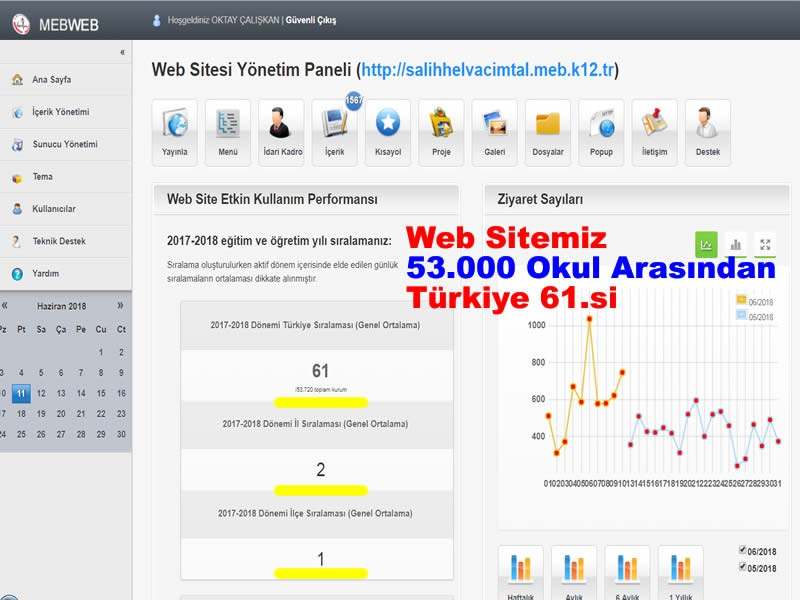 MEBWEB
Hoşgeldiniz OKTAY ÇALIŞKAN | Güvenli Çıkış
«
Ana Sayfa
İçerik Yönetimi
Sunucu Yönetimi
Tema
Kullanıcılar
Teknik Destek
Yardım
« Haziran 2018 »
Pz Pt Sa Ça Pe Cu Ct
1 2
3 4 5 6 7 8 9
10 11 12 13 14 15 16
17 18 19 20 21 22 23
24 25 26 27 28 29 30
Web Sitesi Yönetim Paneli (http://salihhelvacimtal.meb.k12.tr)
1567
Yayınla Menü İdari Kadro İçerik Kısayol Proje Galeri Dosyalar Popup İletişim Destek
Web Site Etkin Kullanım Performansı
2017-2018 eğitim ve öğretim yılı sıralamanız:
Sıralama oluşturulurken aktif dönem içerisinde elde edilen günlük
sıralamaların ortalaması dikkate alınmıştır.
2017-2018 Dönemi Türkiye Sıralaması (Genel Ortalama)
61
/53.720 toplam kurum
2017-2018 Dönemi İl Sıralaması (Genel Ortalama)
2
2017-2018 Dönemi İlçe Sıralaması (Genel Ortalama)
1
Ziyaret Sayıları
Web Sitemiz
53.000 Okul Arasından
Türkiye 61.si
06/2018
05/2018
1000
800
600
400
01020304050607080910111213141516171819202122232425262728293031
06/2018
05/2018
Haftalık Aylık 6 Aylık 1 Yıllık